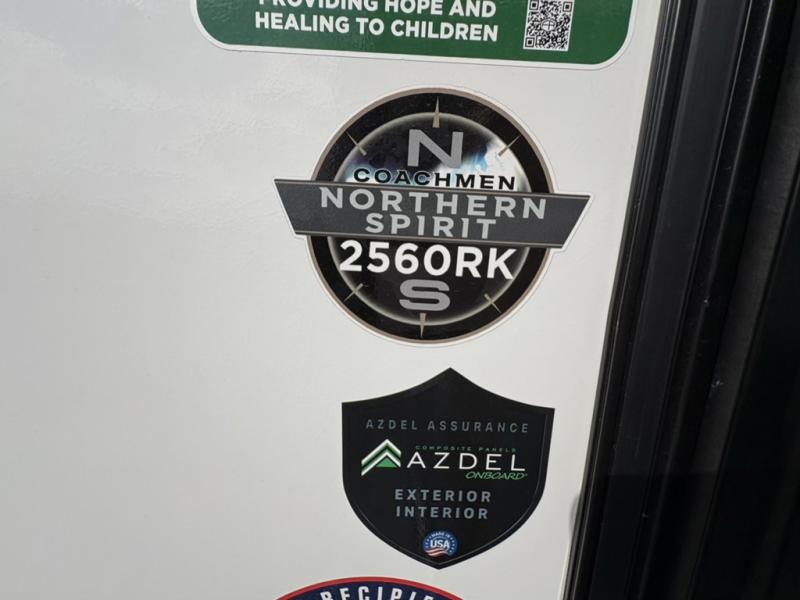 PROVIDING HOPE AND
HEALING TO CHILDREN
N
COACHMEN
NORTHERN
SPIRIT
2560RK
S
AZDEL ASSURANCE
COMPOSITE PANELS
AZDEL
ONBOARD
EXTERIOR
INTERIOR
MADE IN
USA